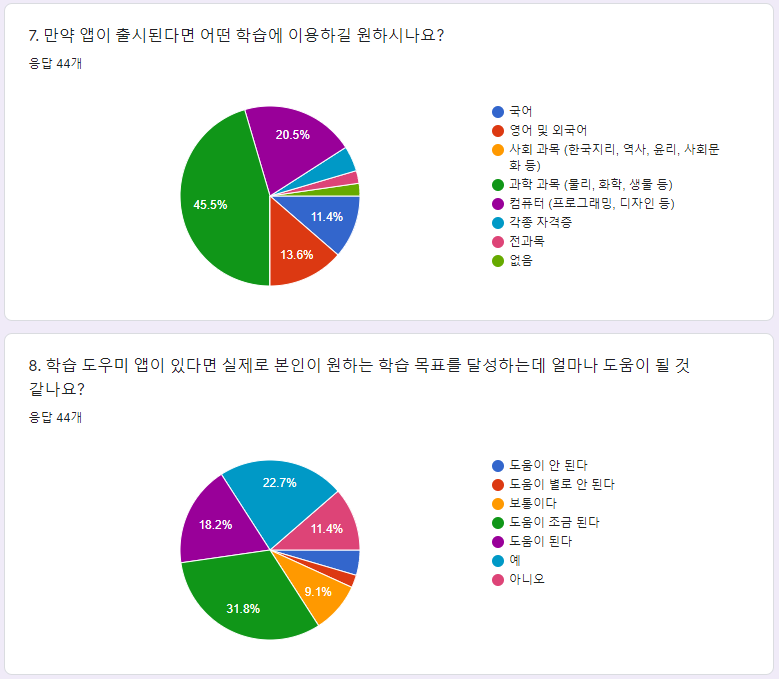 7. 만약 앱이 출시된다면 어떤 학습에 이용하길 원하시나요?
응답 44개
20.5%
45.5%
11.4%
13.6%
국어
영어 및 외국어
사회 과목 (한국지리, 역사, 윤리, 사회문
화 등)
과학 과목 (물리, 화학, 생물 등)
컴퓨터 (프로그래밍, 디자인 등)
각종 자격증
전과목
없음
8. 학습 도우미 앱이 있다면 실제로 본인이 원하는 학습 목표를 달성하는데 얼마나 도움이 될 것
같나요?
응답 44개
22.7%
18.2%
11.4%
9.1%
31.8%
도움이 안 된다
도움이 별로 안 된다
보통이다
도움이 조금 된다
도움이 된다
예
아니오